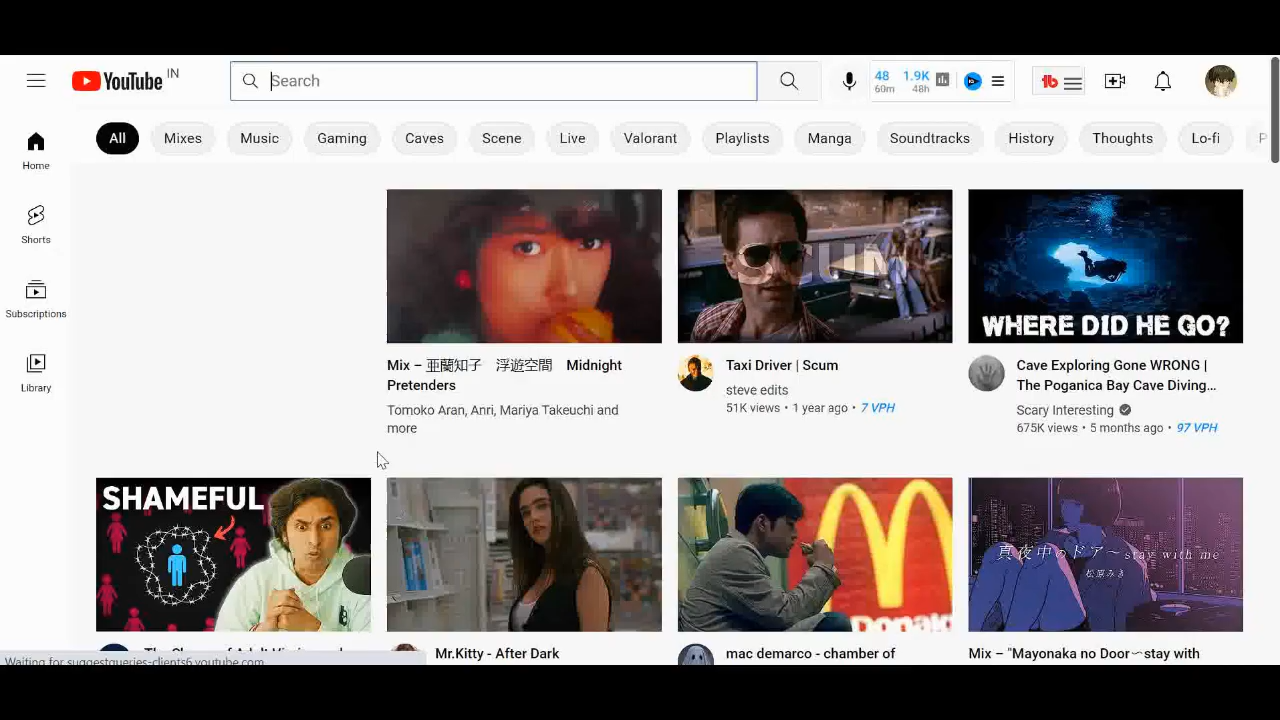 YouTube IN
Search
48
60m
1.9K
48h
All
Mixes
Music
Gaming
Caves
Scene
Live
Valorant
Playlists
Manga
Soundtracks
History
Thoughts
Lo-fi
Home
Shorts
Subscriptions
Library
SCUM
WHERE DID HE GO?
Mix – 亜蘭知子　浮遊空間　Midnight
Pretenders
Tomoko Aran, Anri, Mariya Takeuchi and
more
Taxi Driver | Scum
steve edits
51K views • 1 year ago • 7 VPH
Cave Exploring Gone WRONG |
The Poganica Bay Cave Diving...
Scary Interesting
675K views • 5 months ago • 97 VPH
SHAMEFUL
真夜中のドア〜stay with me
松原みき
Mr.Kitty - After Dark
mac demarco - chamber of
Mix – "Mayonaka no Door〜stay with
Waiting for suggestqueries-clients6.youtube.com